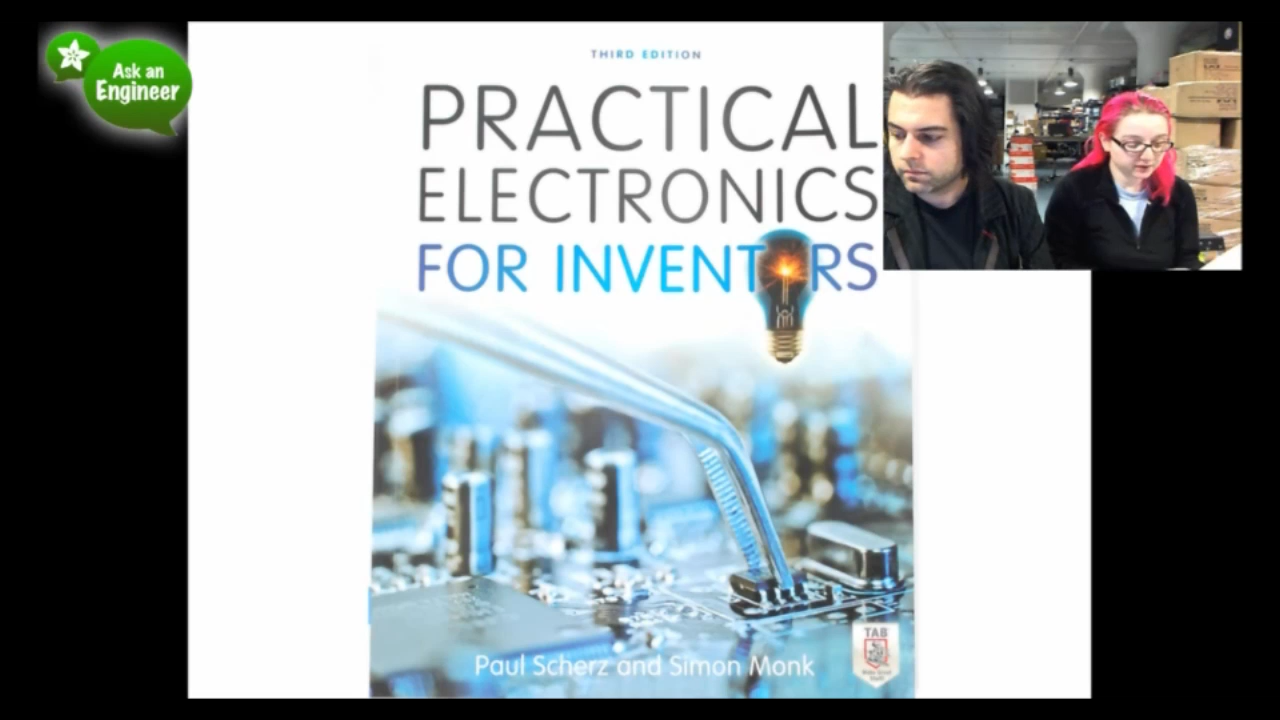 Ask an
Engineer
THIRD EDITION
PRACTICAL
ELECTRONICS
FOR INVENTORS
Paul Scherz and Simon Monk
TAB